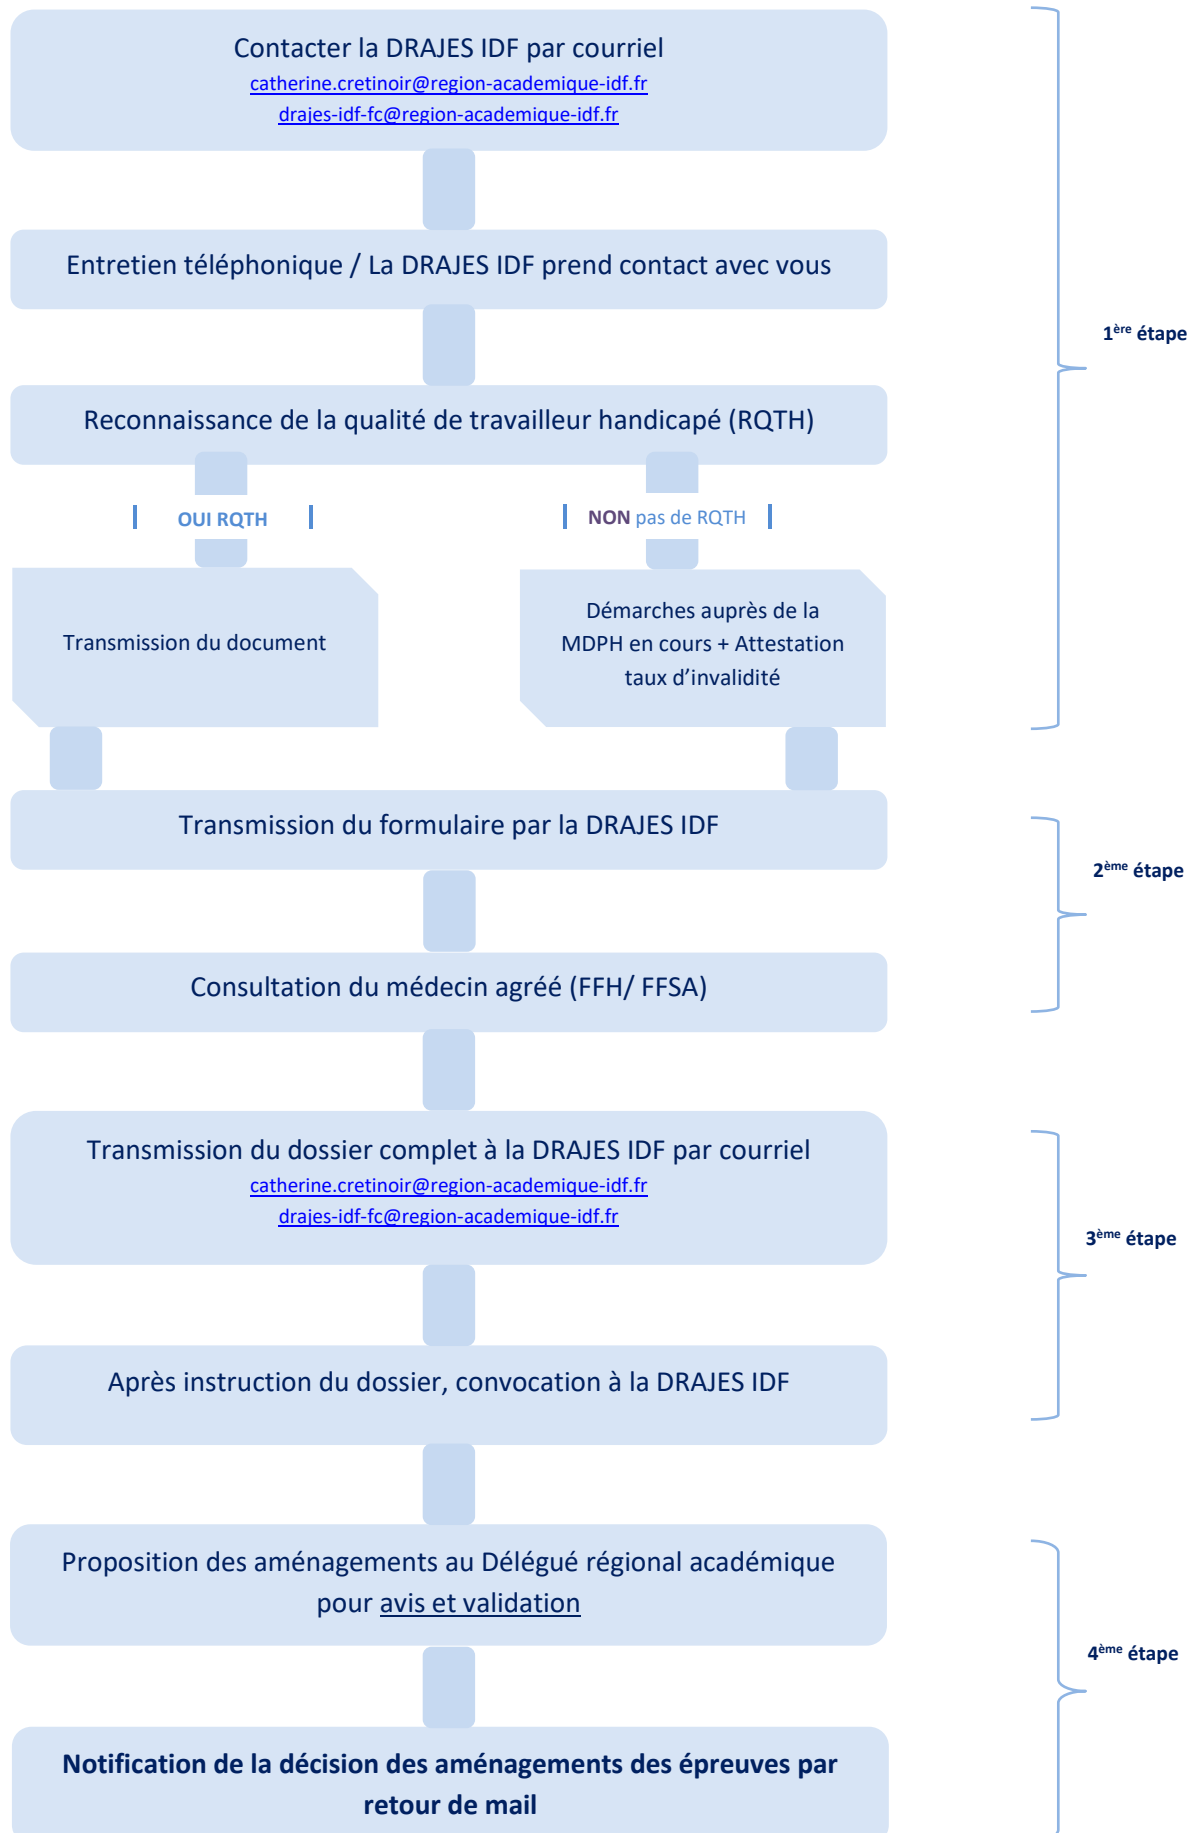 Contacter la DRAJES IDF par courriel
catherine.cretinoir@region-academique-idf.fr
drajes-idf-fc@region-academique-idf.fr
Entretien téléphonique / La DRAJES IDF prend contact avec vous
1ère étape
Reconnaissance de la qualité de travailleur handicapé (RQTH)
OUI RQTH
NON pas de RQTH
Transmission du document
Démarches auprès de la
MDPH en cours + Attestation
taux d’invalidité
Transmission du formulaire par la DRAJES IDF
2ème étape
Consultation du médecin agréé (FFH/ FFSA)
Transmission du dossier complet à la DRAJES IDF par courriel
catherine.cretinoir@region-academique-idf.fr
drajes-idf-fc@region-academique-idf.fr
3ème étape
Après instruction du dossier, convocation à la DRAJES IDF
Proposition des aménagements au Délégué régional académique
pour avis et validation
4ème étape
Notification de la décision des aménagements des épreuves par
retour de mail